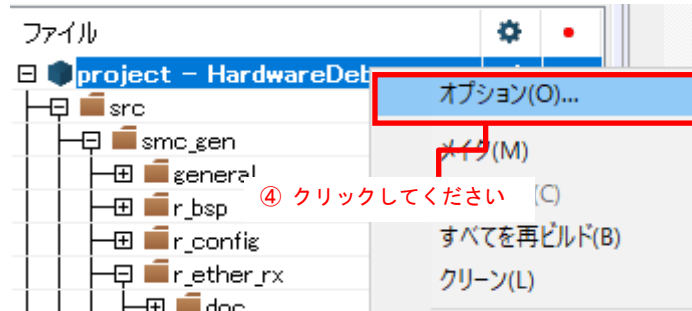 ファイル
project - HardwareDeb
オプション(O)...
src
メイク(M)
smc_gen
general
④ クリックしてください
(C)
r_bsp
すべてを再ビルド(B)
r_config
クリーン(L)
r_ether_rx
doc